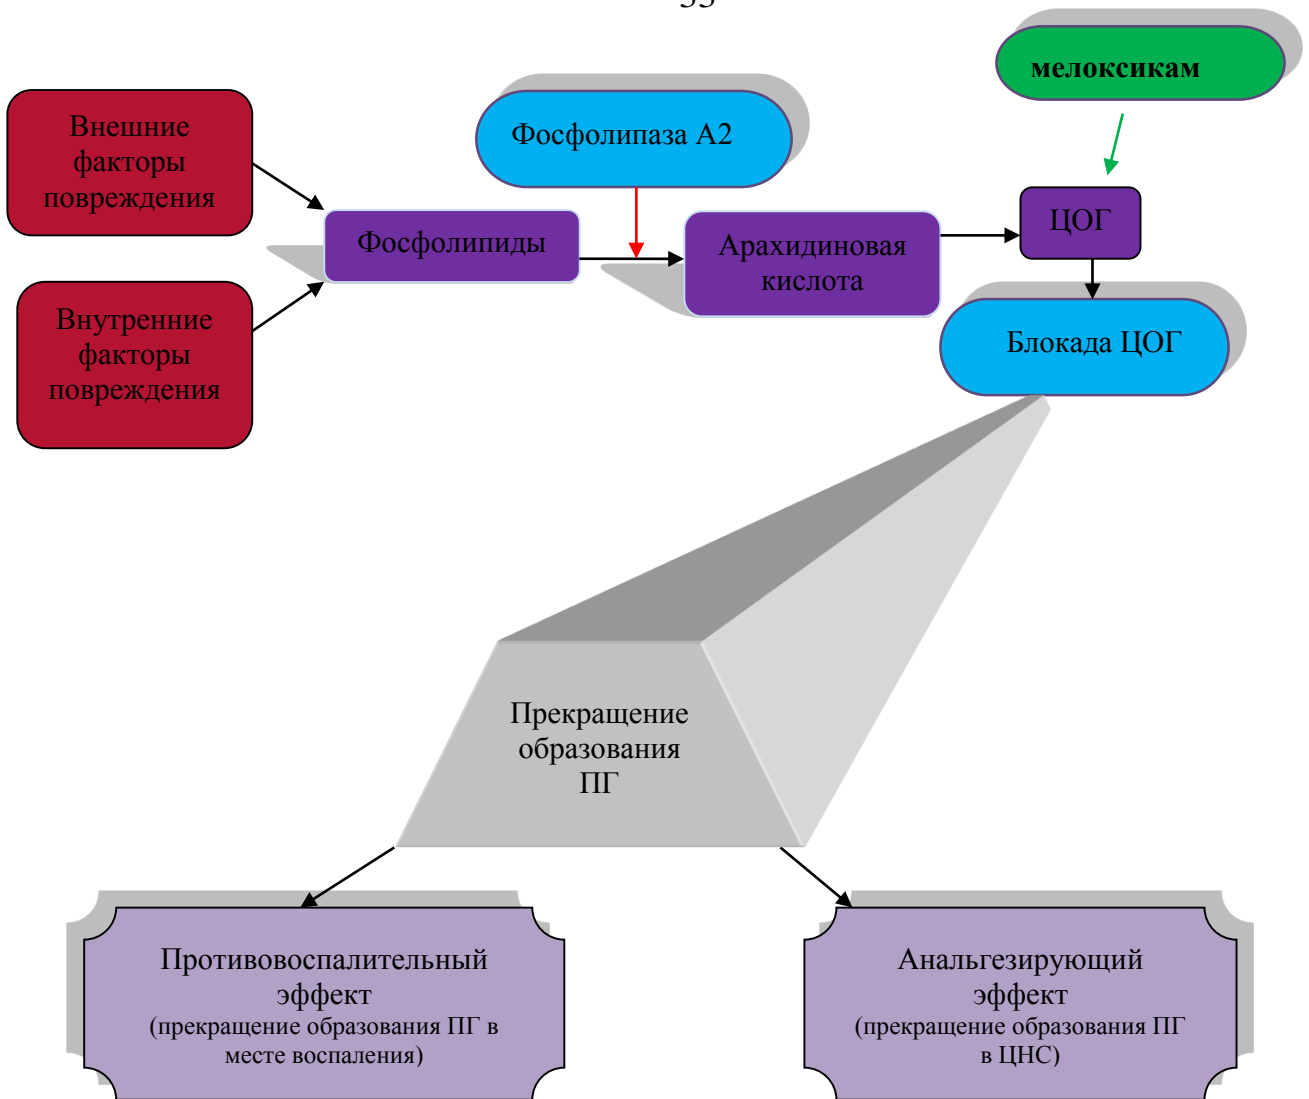 мелоксикам
Внешние
факторы
повреждения
Фосфолипаза А2
Фосфолипиды
Арахидиновая
кислота
ЦОГ
Внутренние
факторы
повреждения
Блокада ЦОГ
Прекращение
образования
ПГ
Противовоспалительный
эффект
(прекращение образования ПГ в
месте воспаления)
Анальгезирующий
эффект
(прекращение образования ПГ
в ЦНС)